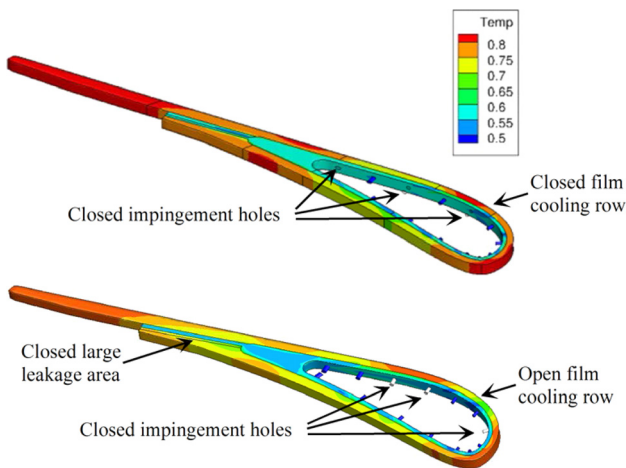 Temp
0.8
0.75
0.7
0.65
0.6
0.55
0.5
Closed film
cooling row
Closed impingement holes
Closed large
leakage area
Open film
cooling row
Closed impingement holes